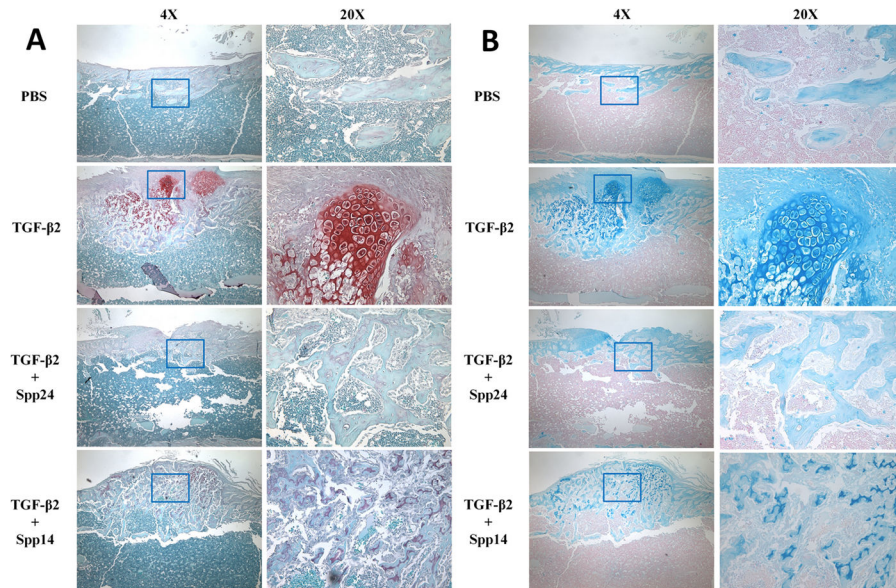 A
4X
20X
B
4X
20X
PBS
PBS
TGF-β2
TGF-β2
TGF-β2
+
Spp24
TGF-β2
+
Spp24
TGF-β2
+
Spp14
TGF-β2
+
Spp14